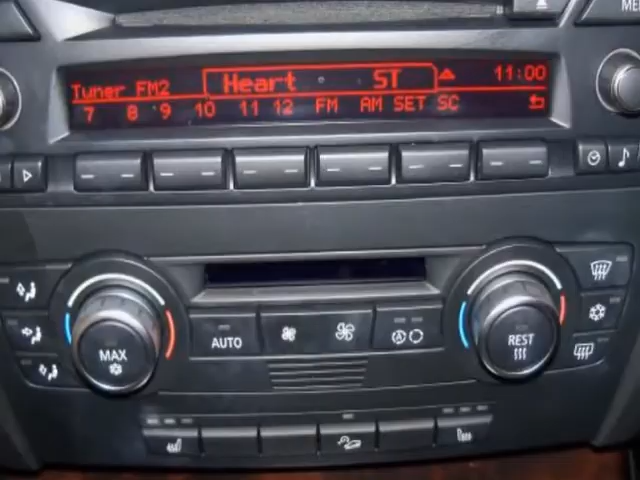 ME
Tuner FM2 Heart ST 11:00
7 8 9 10 11 12 FM AM SET SC
AUTO
MAX
A
REST